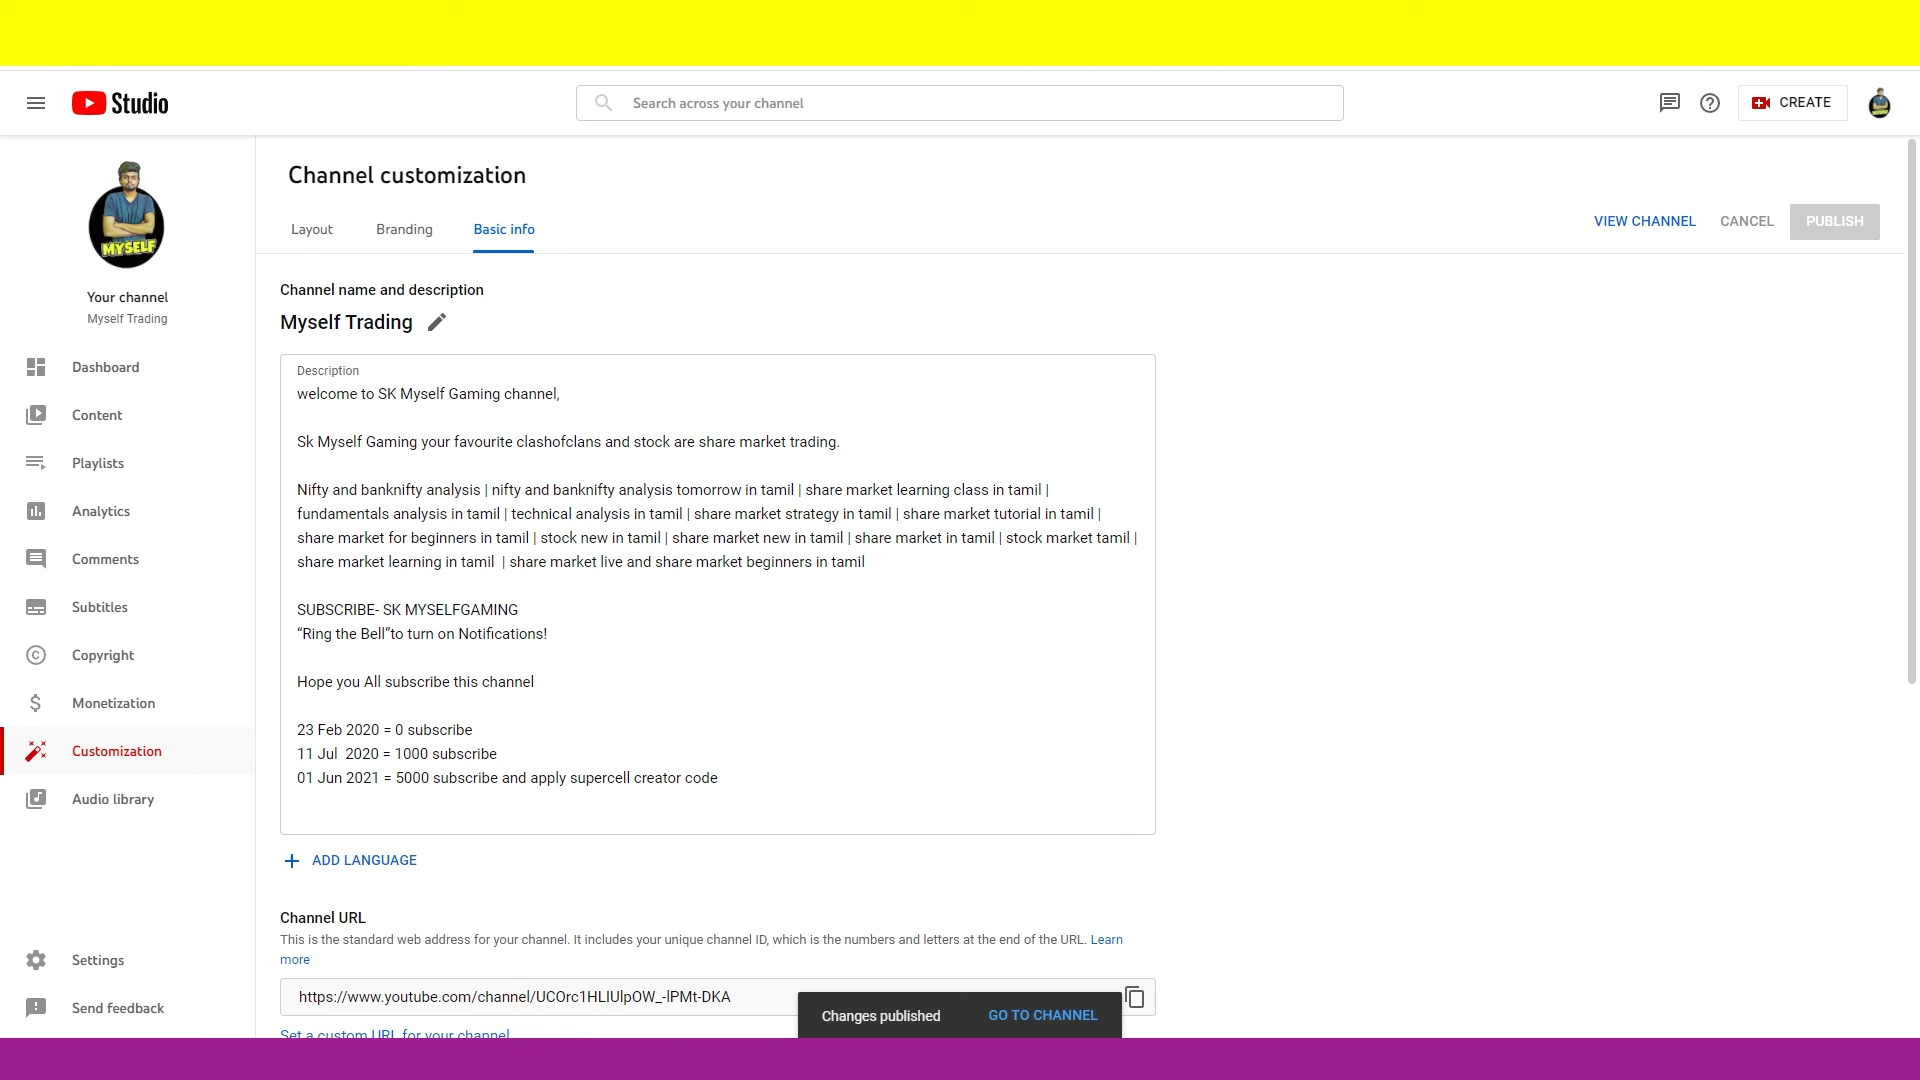 Studio
Search across your channel
CREATE
MYSELF
Your channel
Myself Trading
Dashboard
Content
Playlists
Analytics
Comments
Subtitles
Copyright
Monetization
Customization
Audio library
Settings
Send feedback
Channel customization
Layout
Branding
Basic info
VIEW CHANNEL
CANCEL
PUBLISH
Channel name and description
Myself Trading
Description
welcome to SK Myself Gaming channel,
Sk Myself Gaming your favourite clashofclans and stock are share market trading.
Nifty and banknifty analysis | nifty and banknifty analysis tomorrow in tamil | share market learning class in tamil |
fundamentals analysis in tamil | technical analysis in tamil | share market strategy in tamil | share market tutorial in tamil |
share market for beginners in tamil | stock new in tamil | share market new in tamil | share market in tamil | stock market tamil |
share market learning in tamil  | share market live and share market beginners in tamil
SUBSCRIBE- SK MYSELFGAMING
“Ring the Bell”to turn on Notifications!
Hope you All subscribe this channel
23 Feb 2020 = 0 subscribe
11 Jul  2020 = 1000 subscribe
01 Jun 2021 = 5000 subscribe and apply supercell creator code
ADD LANGUAGE
Channel URL
This is the standard web address for your channel. It includes your unique channel ID, which is the numbers and letters at the end of the URL. Learn
more
https://www.youtube.com/channel/UCOrc1HLIUlpOW_-lPMt-DKA
Changes published
GO TO CHANNEL
Set a custom URL for your channel